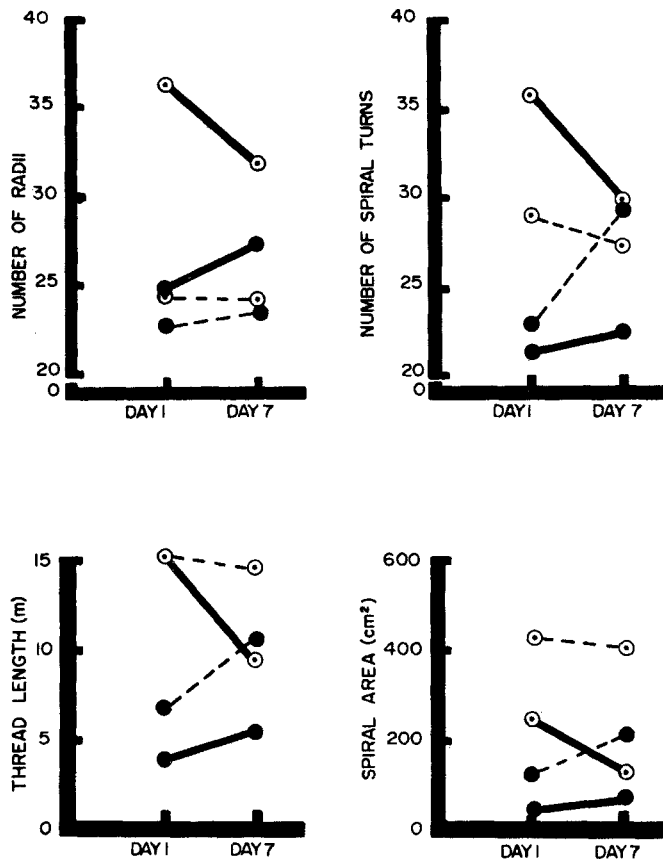 NUMBER OF RADII
40
35
30
25
20
0
DAY 1
DAY 7
NUMBER OF SPIRAL TURNS
40
35
30
25
20
0
DAY 1
DAY 7
THREAD LENGTH (m)
15
10
5
0
DAY 1
DAY 7
SPIRAL AREA (cm²)
600
400
200
0
DAY 1
DAY 7